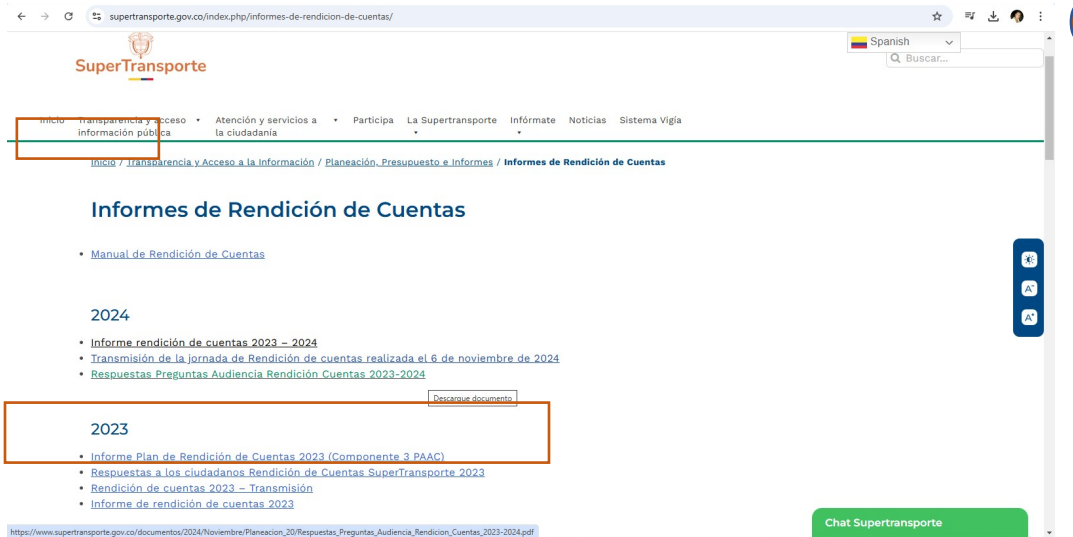 supertransporte.gov.co/index.php/informes-de-rendicion-de-cuentas/
Spanish
SuperTransporte
Buscar...
Inicio Transparencia y acceso Atención y servicios a Participa La Supertransporte Infórmate Noticias Sistema Vigía
información pública la ciudadanía
Inicio / Transparencia y Acceso a la Información / Planeación, Presupuesto e Informes / Informes de Rendición de Cuentas
Informes de Rendición de Cuentas
• Manual de Rendición de Cuentas
2024
• Informe rendición de cuentas 2023 – 2024
• Transmisión de la jornada de Rendición de cuentas realizada el 6 de noviembre de 2024
• Respuestas Preguntas Audiencia Rendición Cuentas 2023-2024
Descargue documento
2023
• Informe Plan de Rendición de Cuentas 2023 (Componente 3 PAAC)
• Respuestas a los ciudadanos Rendición de Cuentas SuperTransporte 2023
• Rendición de cuentas 2023 – Transmisión
• Informe de rendición de cuentas 2023
A-
A+
Chat Supertransporte
https://www.supertransporte.gov.co/documentos/2024/Noviembre/Planeacion_20/Respuestas_Preguntas_Audiencia_Rendicion_Cuentas_2023-2024.pdf